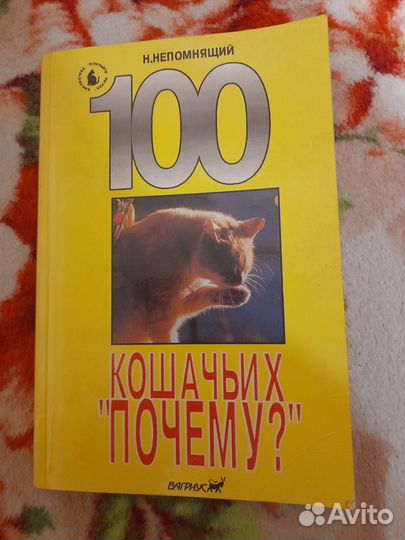 Н.НЕПОМНЯЩИЙ
100
КОШАЧЬИХ
"ПОЧЕМУ?"
ВАГРИУС
Avito